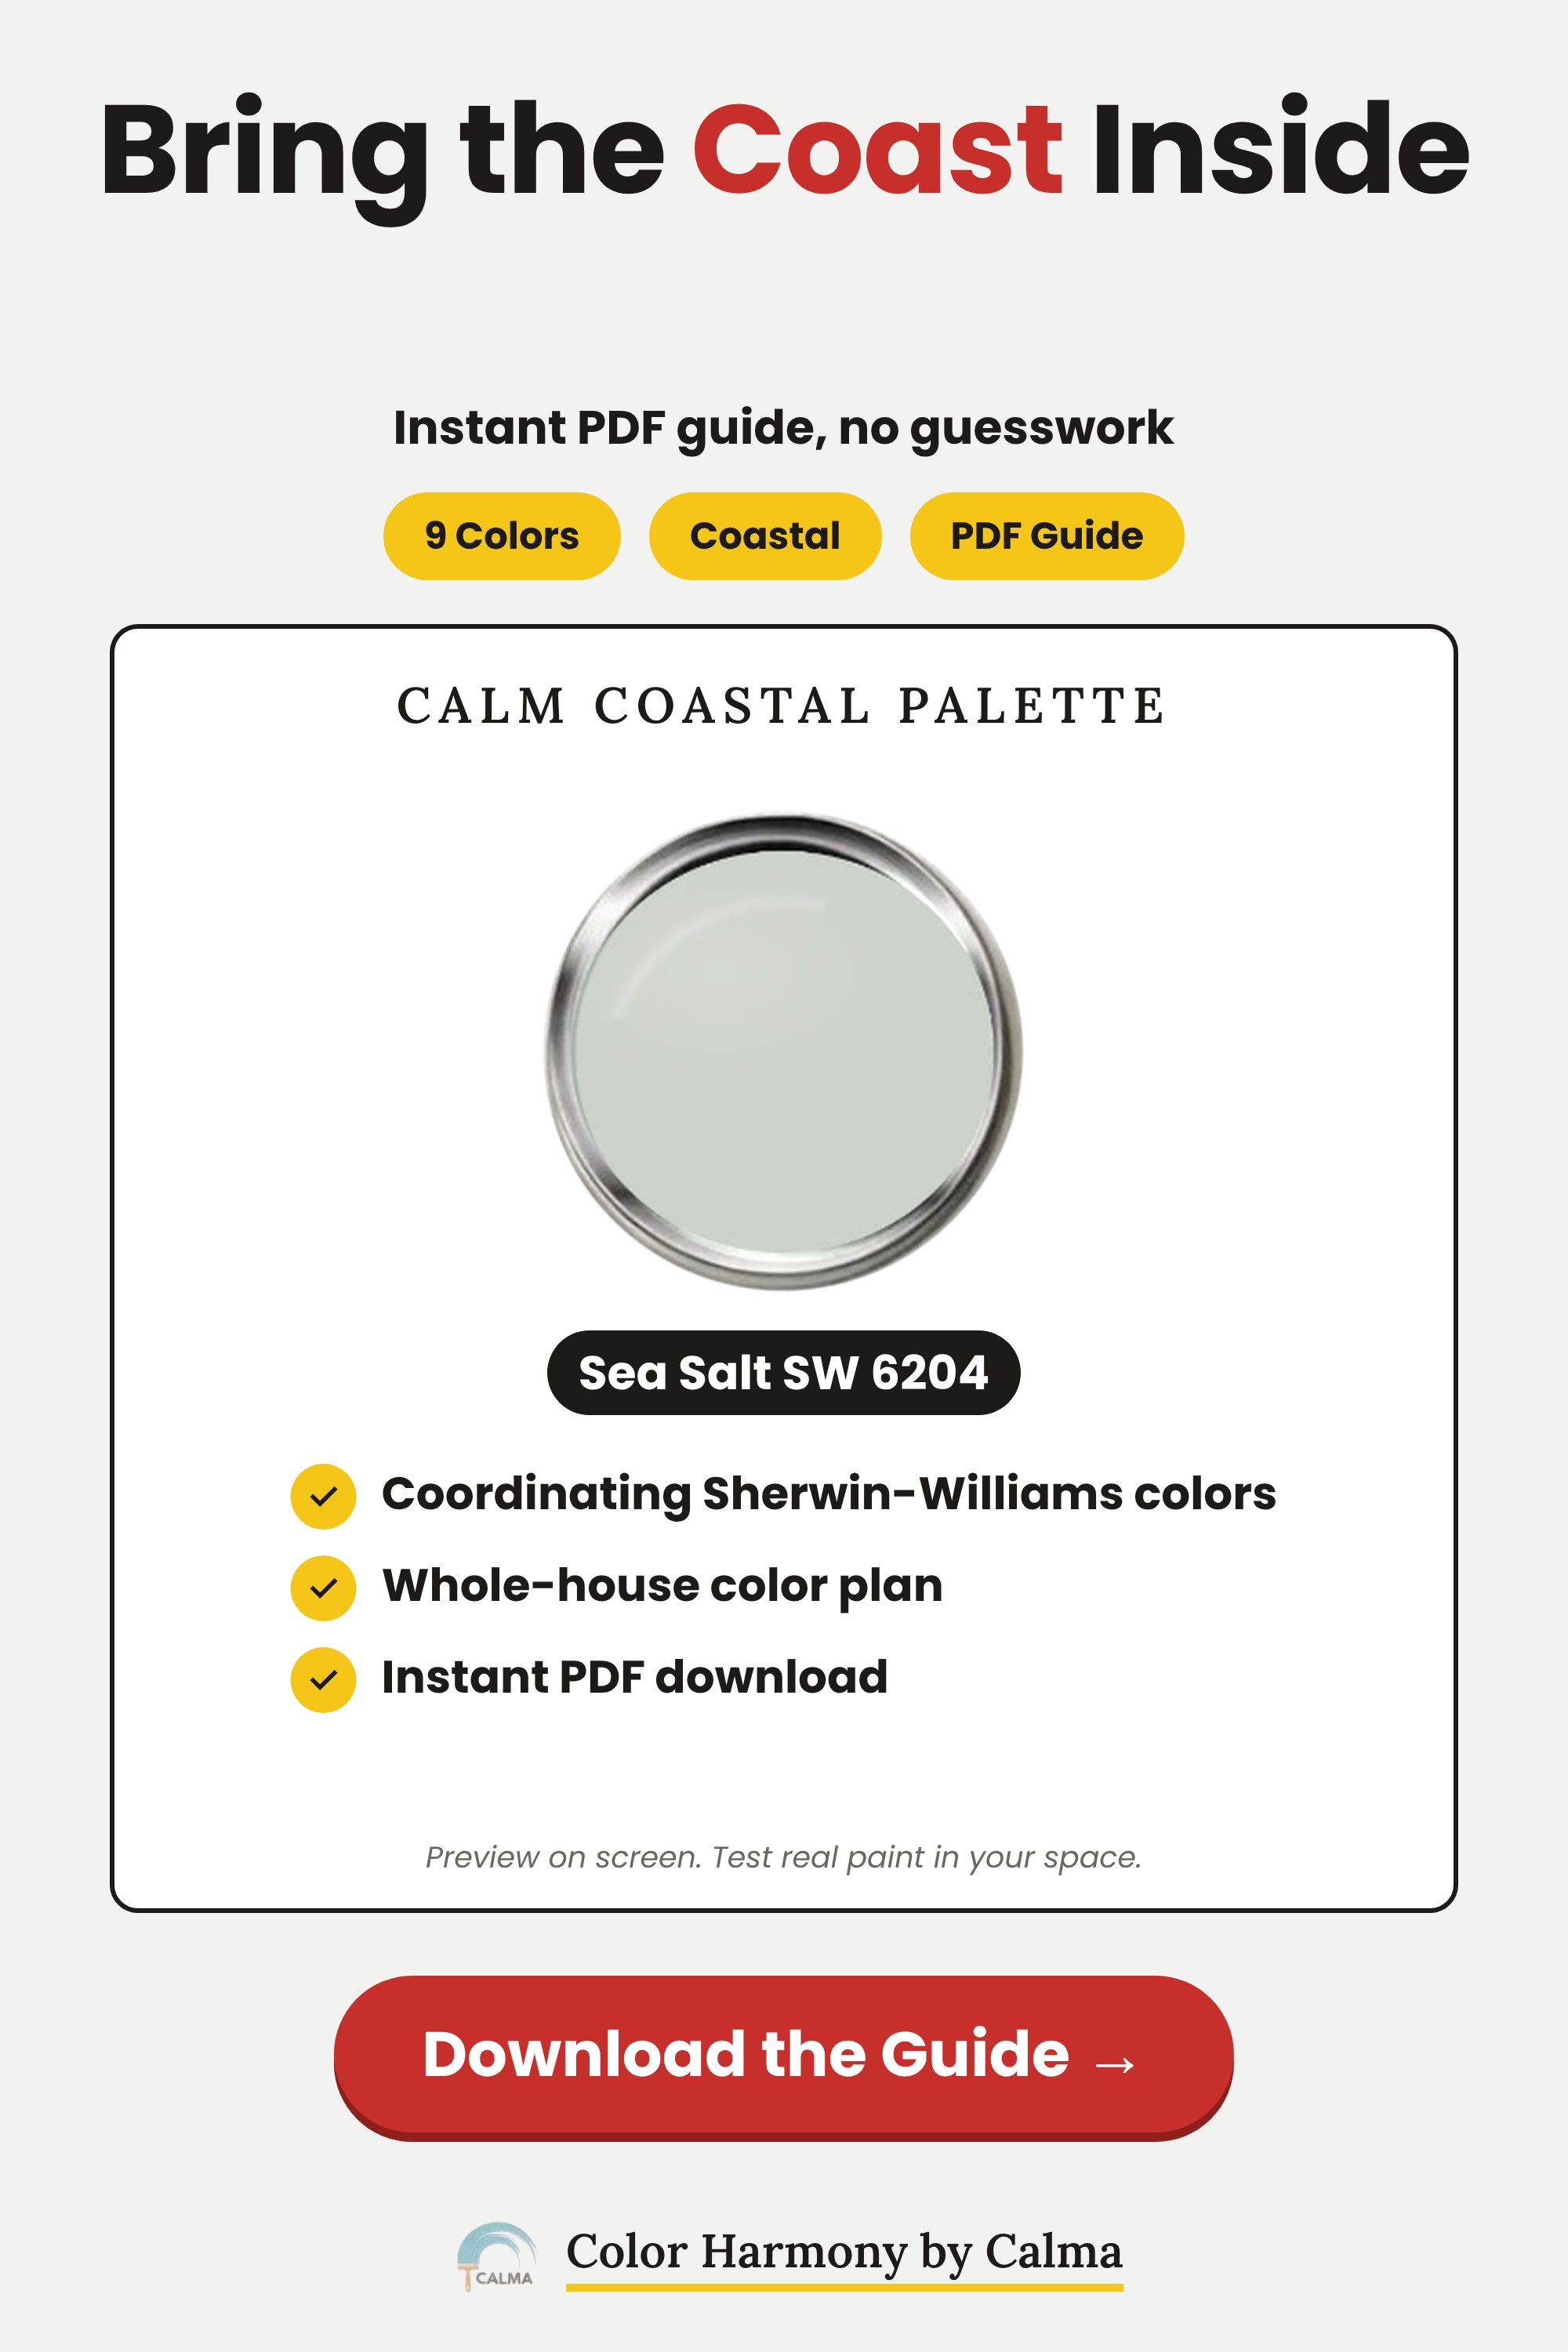 Bring the Coast Inside
Instant PDF guide, no guesswork
9 Colors
Coastal
PDF Guide
CALM COASTAL PALETTE
Sea Salt SW 6204
Coordinating Sherwin-Williams colors
Whole-house color plan
Instant PDF download
Preview on screen. Test real paint in your space.
Download the Guide →
CALMA
Color Harmony by Calma